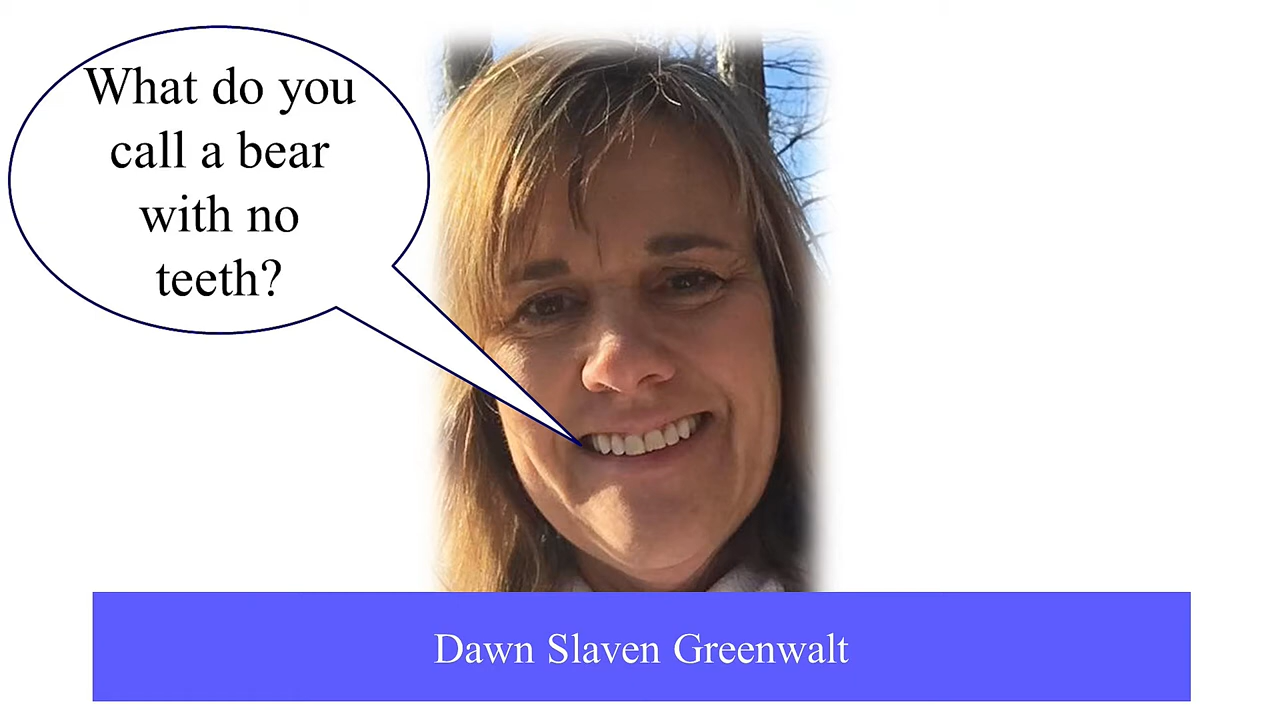 What do you
call a bear
with no
teeth?
Dawn Slaven Greenwalt